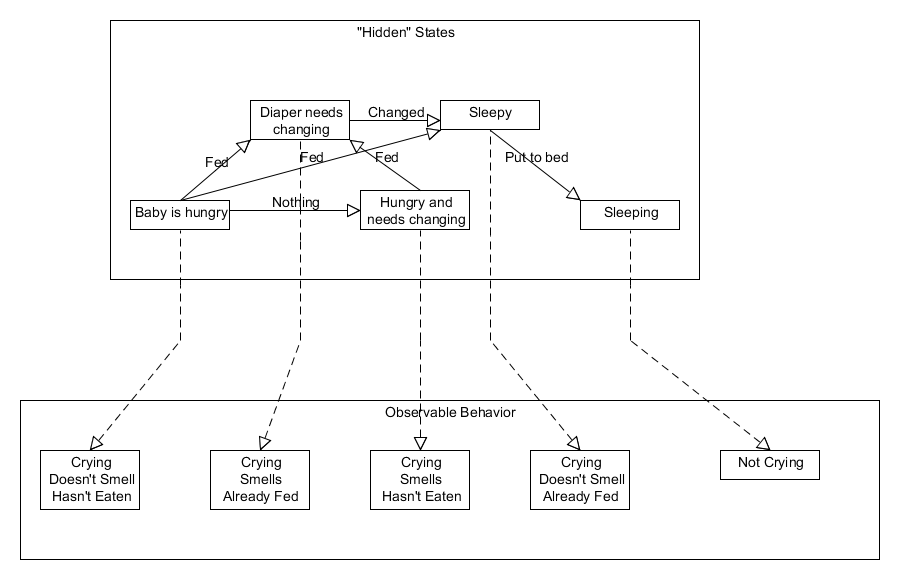 "Hidden" States
Diaper needs
changing
Changed
Sleepy
Fed
Fed
Fed
Put to bed
Baby is hungry
Nothing
Hungry and
needs changing
Sleeping
Observable Behavior
Crying
Doesn't Smell
Hasn't Eaten
Crying
Smells
Already Fed
Crying
Smells
Hasn't Eaten
Crying
Doesn't Smell
Already Fed
Not Crying